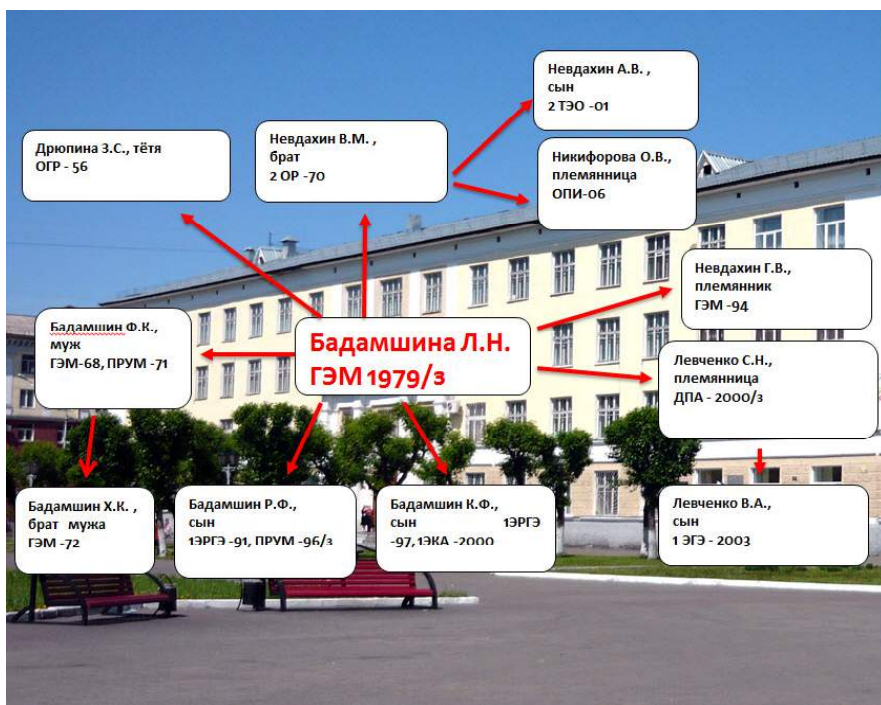 Невдахин А.В. ,
сын
2 ТЭО -01
Дрюпина З.С., тётя
ОГР - 56
Невдахин В.М. ,
брат
2 ОР -70
Никифорова О.В.,
племянница
ОПИ-06
Невдахин Г.В.,
племянник
ГЭМ -94
Бадамшин Ф.К.,
муж
ГЭМ-68, ПРУМ -71
Бадамшина Л.Н.
ГЭМ 1979/з
Левченко С.Н.,
племянница
ДПА - 2000/з
Бадамшин Х.К. ,
брат мужа
ГЭМ -72
Бадамшин Р.Ф.,
сын
1ЭРГЭ -91, ПРУМ -96/з
Бадамшин К.Ф.,
сын 1ЭРГЭ
-97, 1ЭКА -2000
Левченко В.А.,
сын
1 ЭГЭ - 2003